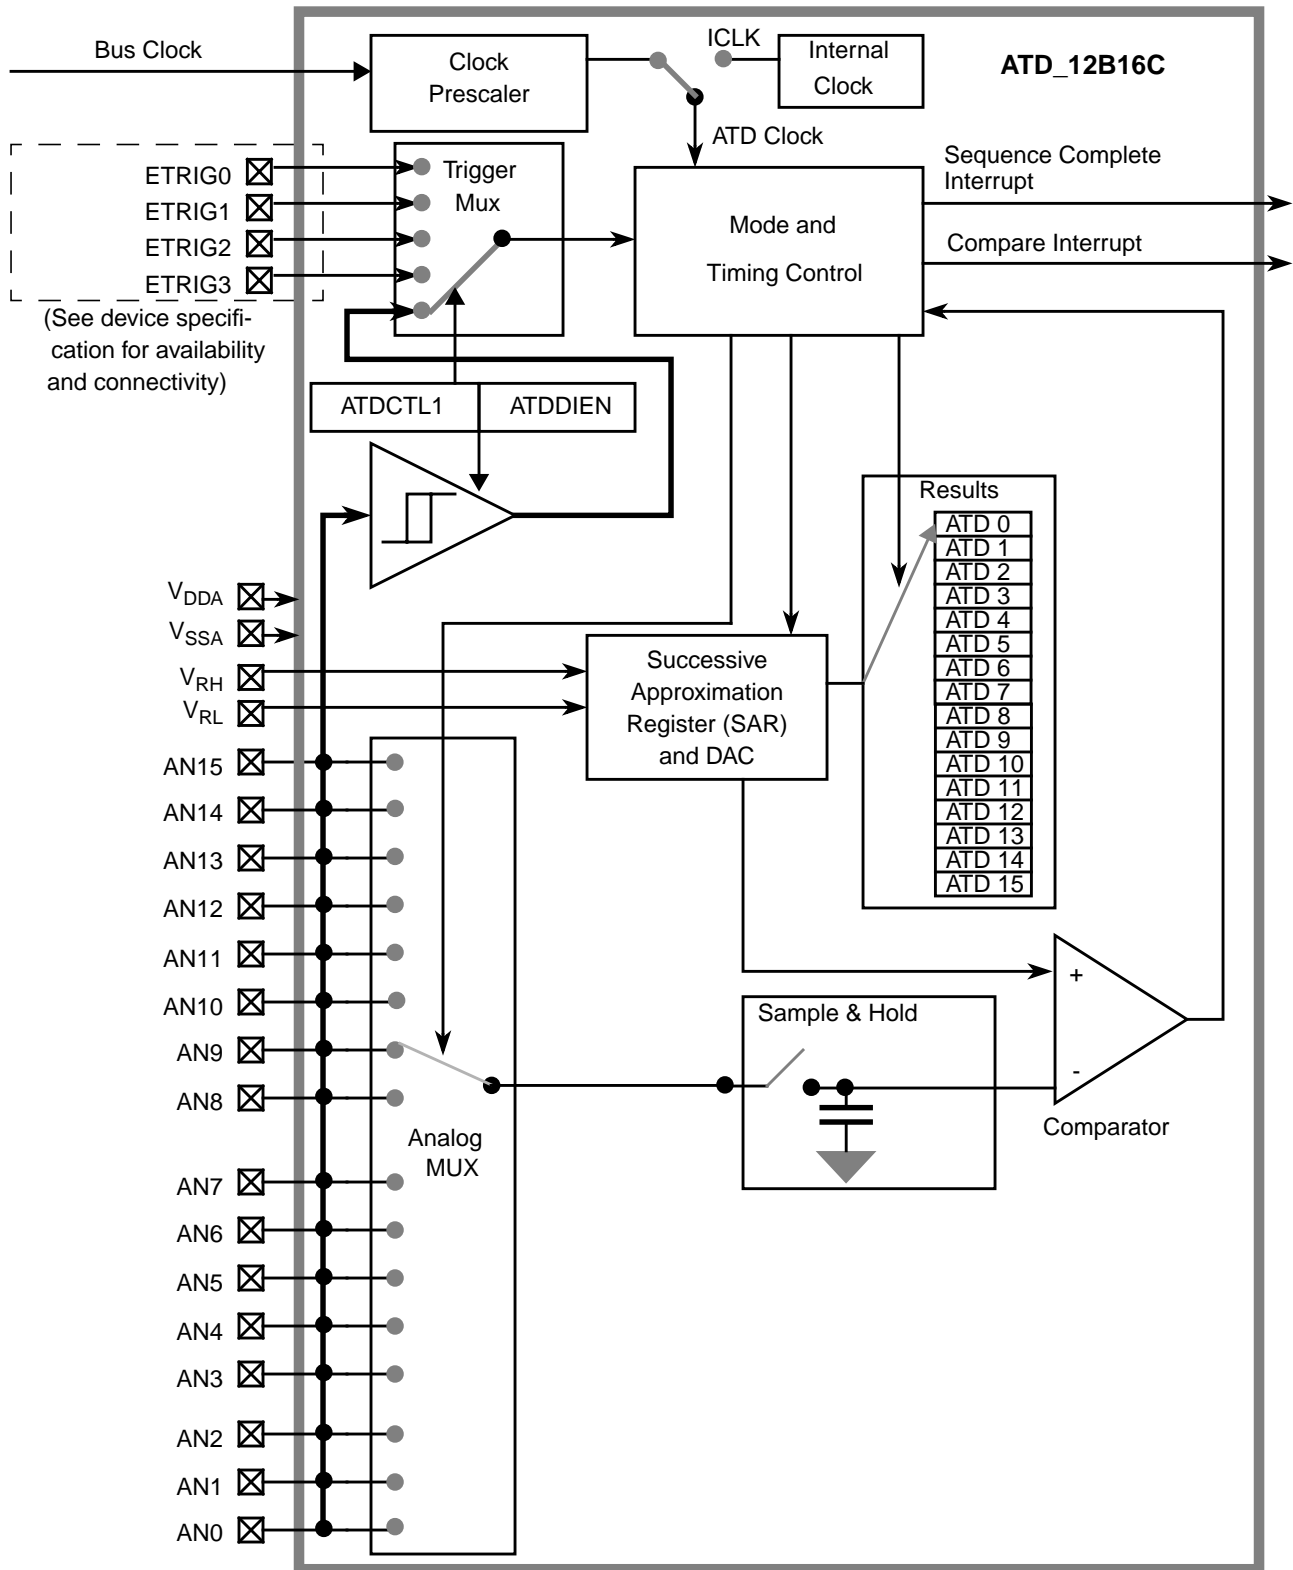 Bus Clock
Clock
Prescaler
ICLK
Internal
Clock
ATD_12B16C
ATD Clock
ETRIG0
ETRIG1
ETRIG2
ETRIG3
(See device specifi-
cation for availability
and connectivity)
Trigger
Mux
Mode and
Timing Control
Sequence Complete
Interrupt
Compare Interrupt
ATDCTL1
ATDDIEN
Results
ATD 0
ATD 1
ATD 2
ATD 3
ATD 4
ATD 5
ATD 6
ATD 7
ATD 8
ATD 9
ATD 10
ATD 11
ATD 12
ATD 13
ATD 14
ATD 15
VDDA
VSSA
VRH
VRL
Successive
Approximation
Register (SAR)
and DAC
AN15
AN14
AN13
AN12
AN11
AN10
AN9
AN8
AN7
AN6
AN5
AN4
AN3
AN2
AN1
AN0
Analog
MUX
Sample & Hold
+
-
Comparator